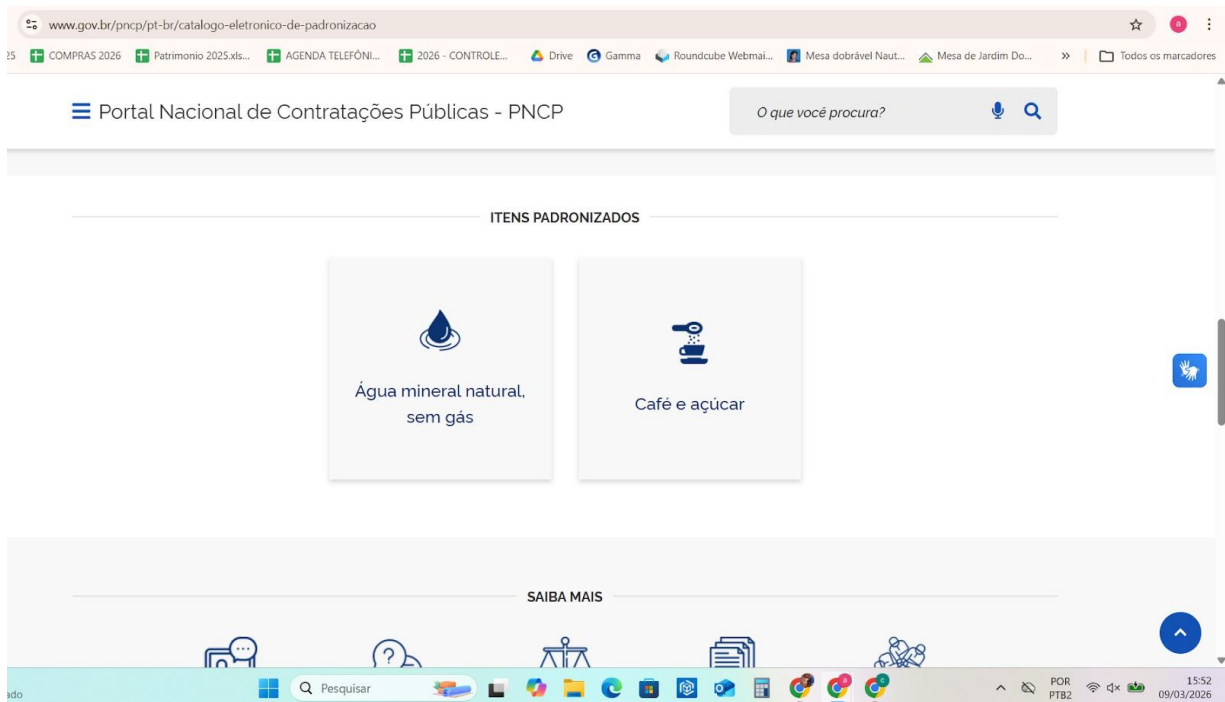 www.gov.br/pncp/pt-br/catalogo-eletronico-de-padronizacao
a
25 COMPRAS 2026 Patrimonio 2025.xls... AGENDA TELEFÔNI... 2026 - CONTROLE... Drive Gamma Roundcube Webmai... Mesa dobrável Naut... Mesa de Jardim Do... » Todos os marcadores
Portal Nacional de Contratações Públicas - PNCP
O que você procura?
ITENS PADRONIZADOS
Água mineral natural,
sem gás
Café e açúcar
SAIBA MAIS
ado
Pesquisar
POR
PTB2
15:52
09/03/2026